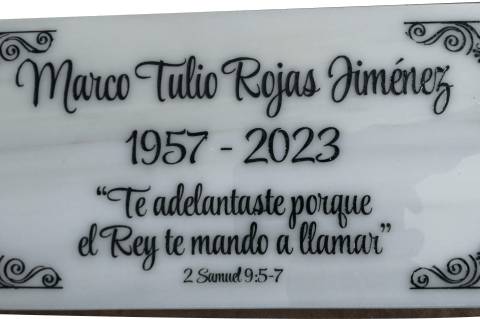 Marco Tulio Rojas Jiménez
1957 - 2023
“Te adelantaste porque
el Rey te mando a llamar”
2 Samuel 9:5-7